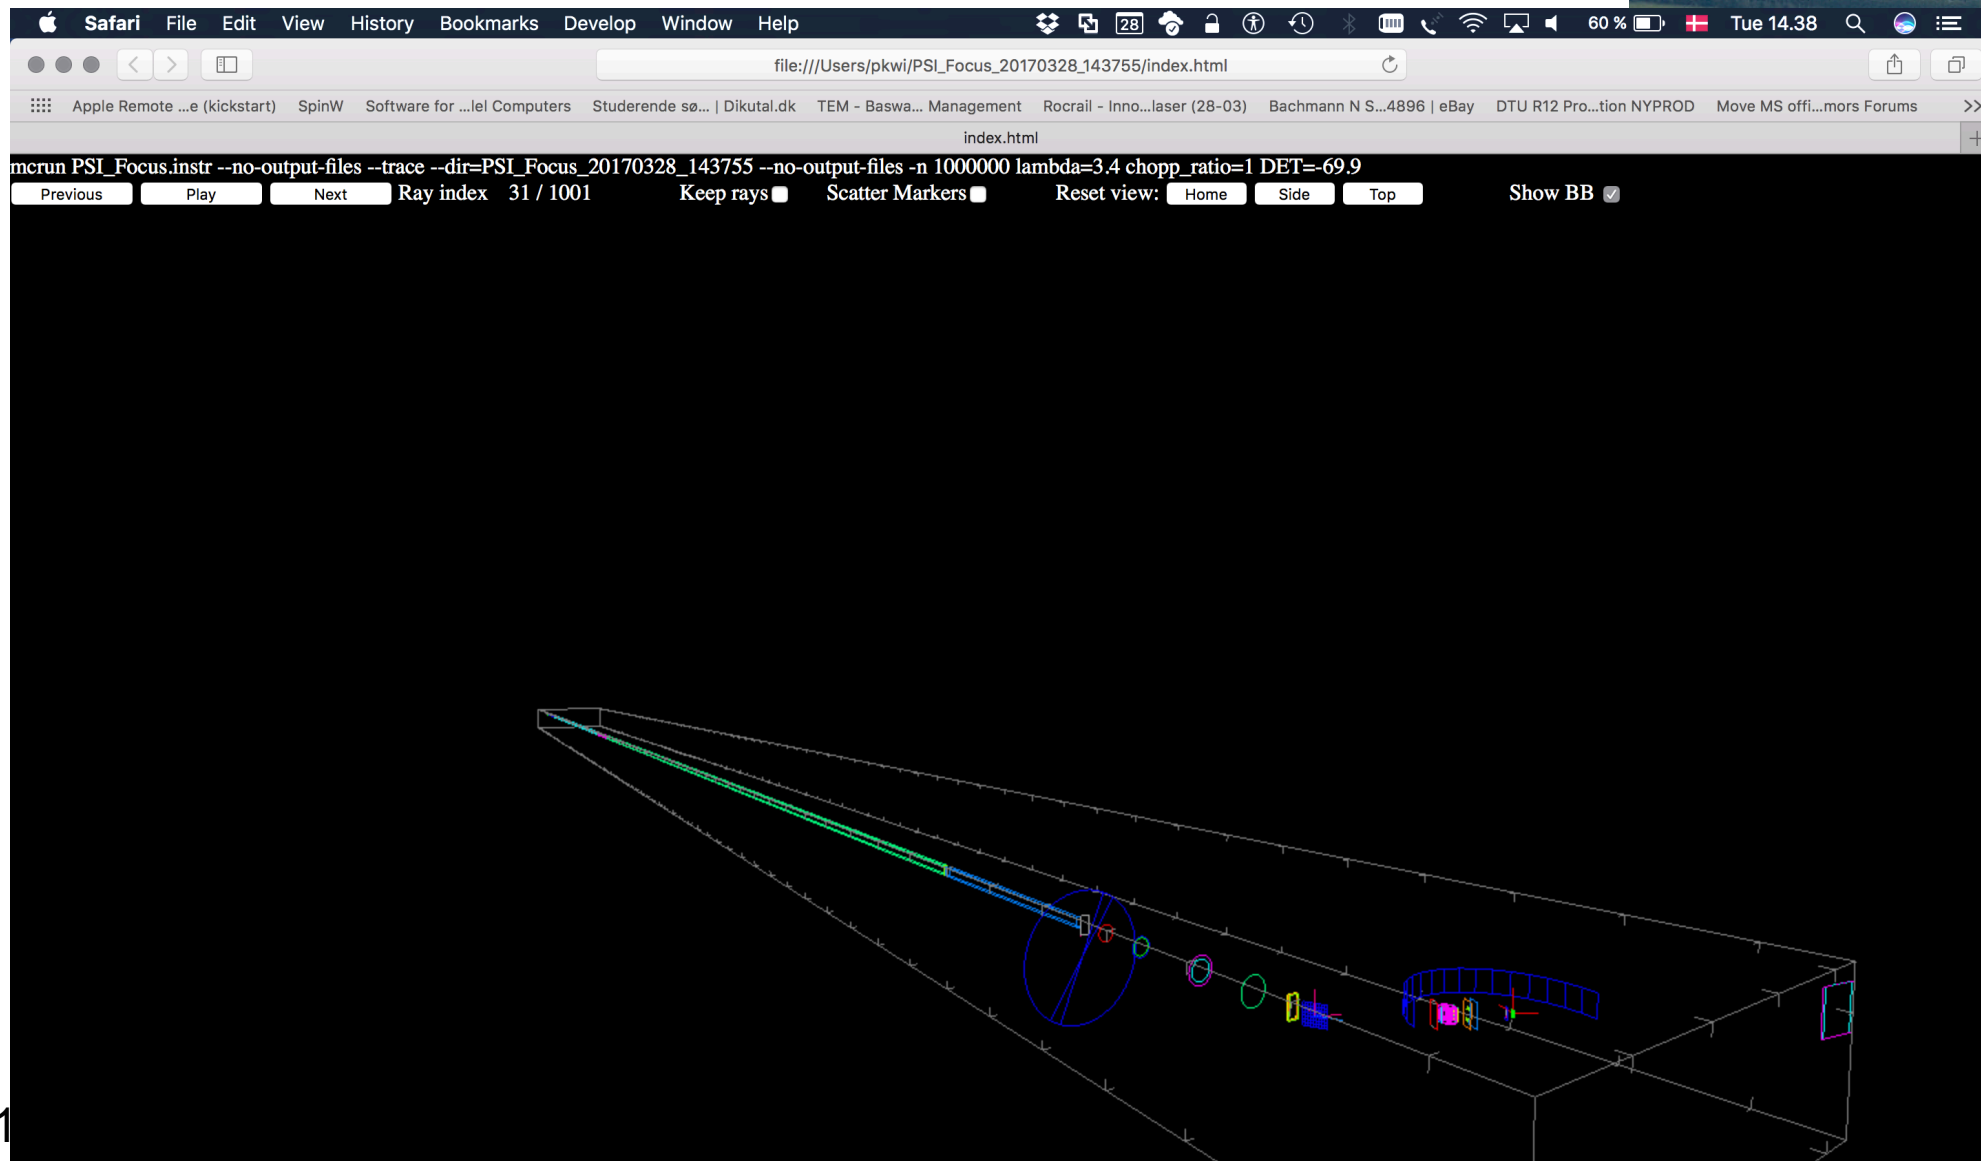 Safari File Edit View History Bookmarks Develop Window Help 28 60 % Tue 14.38
file:///Users/pkwi/PSI_Focus_20170328_143755/index.html
Apple Remote ...e (kickstart) SpinW Software for ...lel Computers Studerende sø... | Dikutal.dk TEM - Baswa... Management Rocrail - Inno...laser (28-03) Bachmann N S...4896 | eBay DTU R12 Pro...tion NYPROD Move MS offi...mors Forums >>
index.html +
mcrun PSI_Focus.instr --no-output-files --trace --dir=PSI_Focus_20170328_143755 --no-output-files -n 1000000 lambda=3.4 chopp_ratio=1 DET=-69.9
Previous Play Next Ray index 31 / 1001 Keep rays Scatter Markers Reset view: Home Side Top Show BB
1